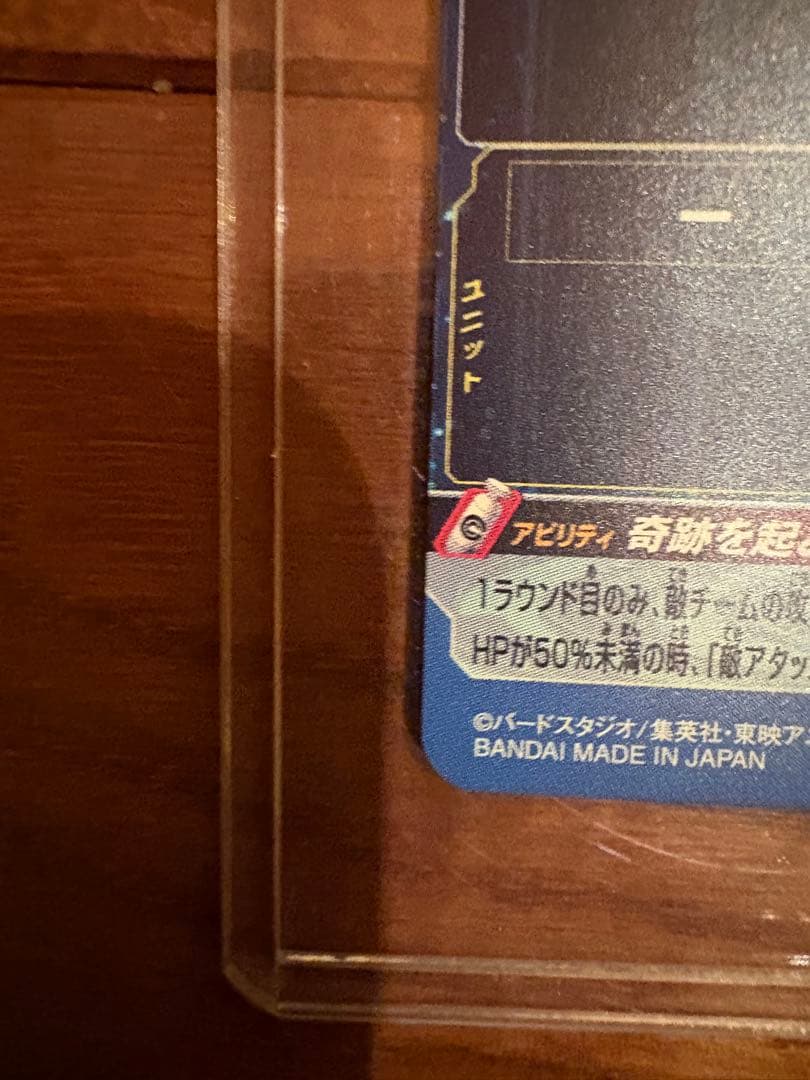 ー
ユニット
アビリティ 奇跡を起
1ラウンド目のみ、敵チームの攻
HPが50%未満の時、「敵アタッ
©バードスタジオ/集英社・東映ア
BANDAI MADE IN JAPAN